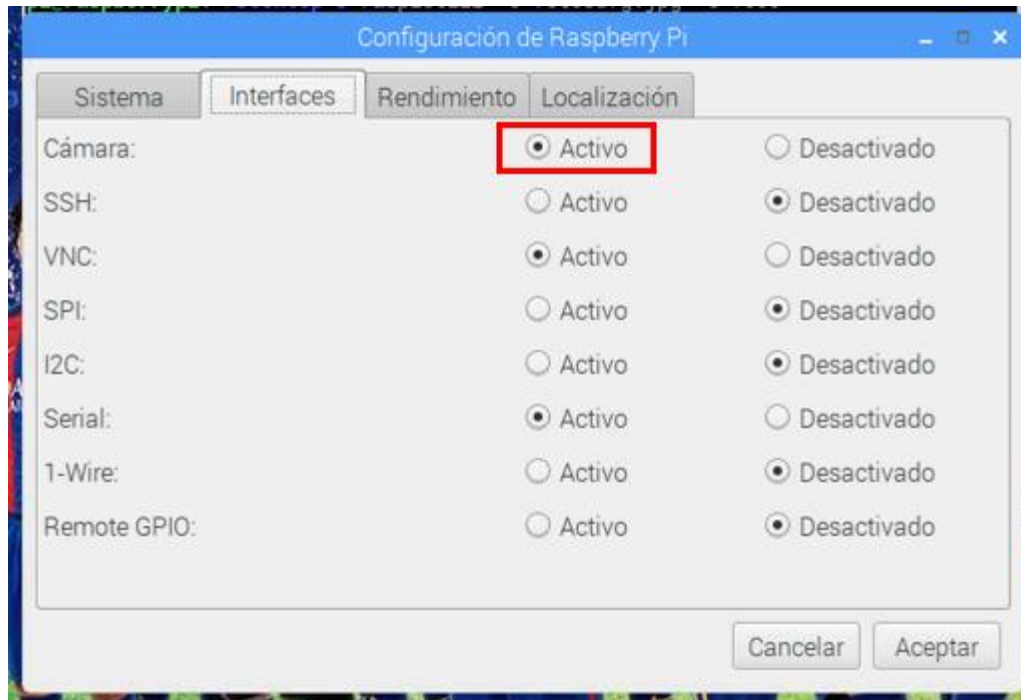 Configuración de Raspberry Pi
Sistema Interfaces Rendimiento Localización
Cámara: Activo Desactivado
SSH: Activo Desactivado
VNC: Activo Desactivado
SPI: Activo Desactivado
I2C: Activo Desactivado
Serial: Activo Desactivado
1-Wire: Activo Desactivado
Remote GPIO: Activo Desactivado
Cancelar Aceptar